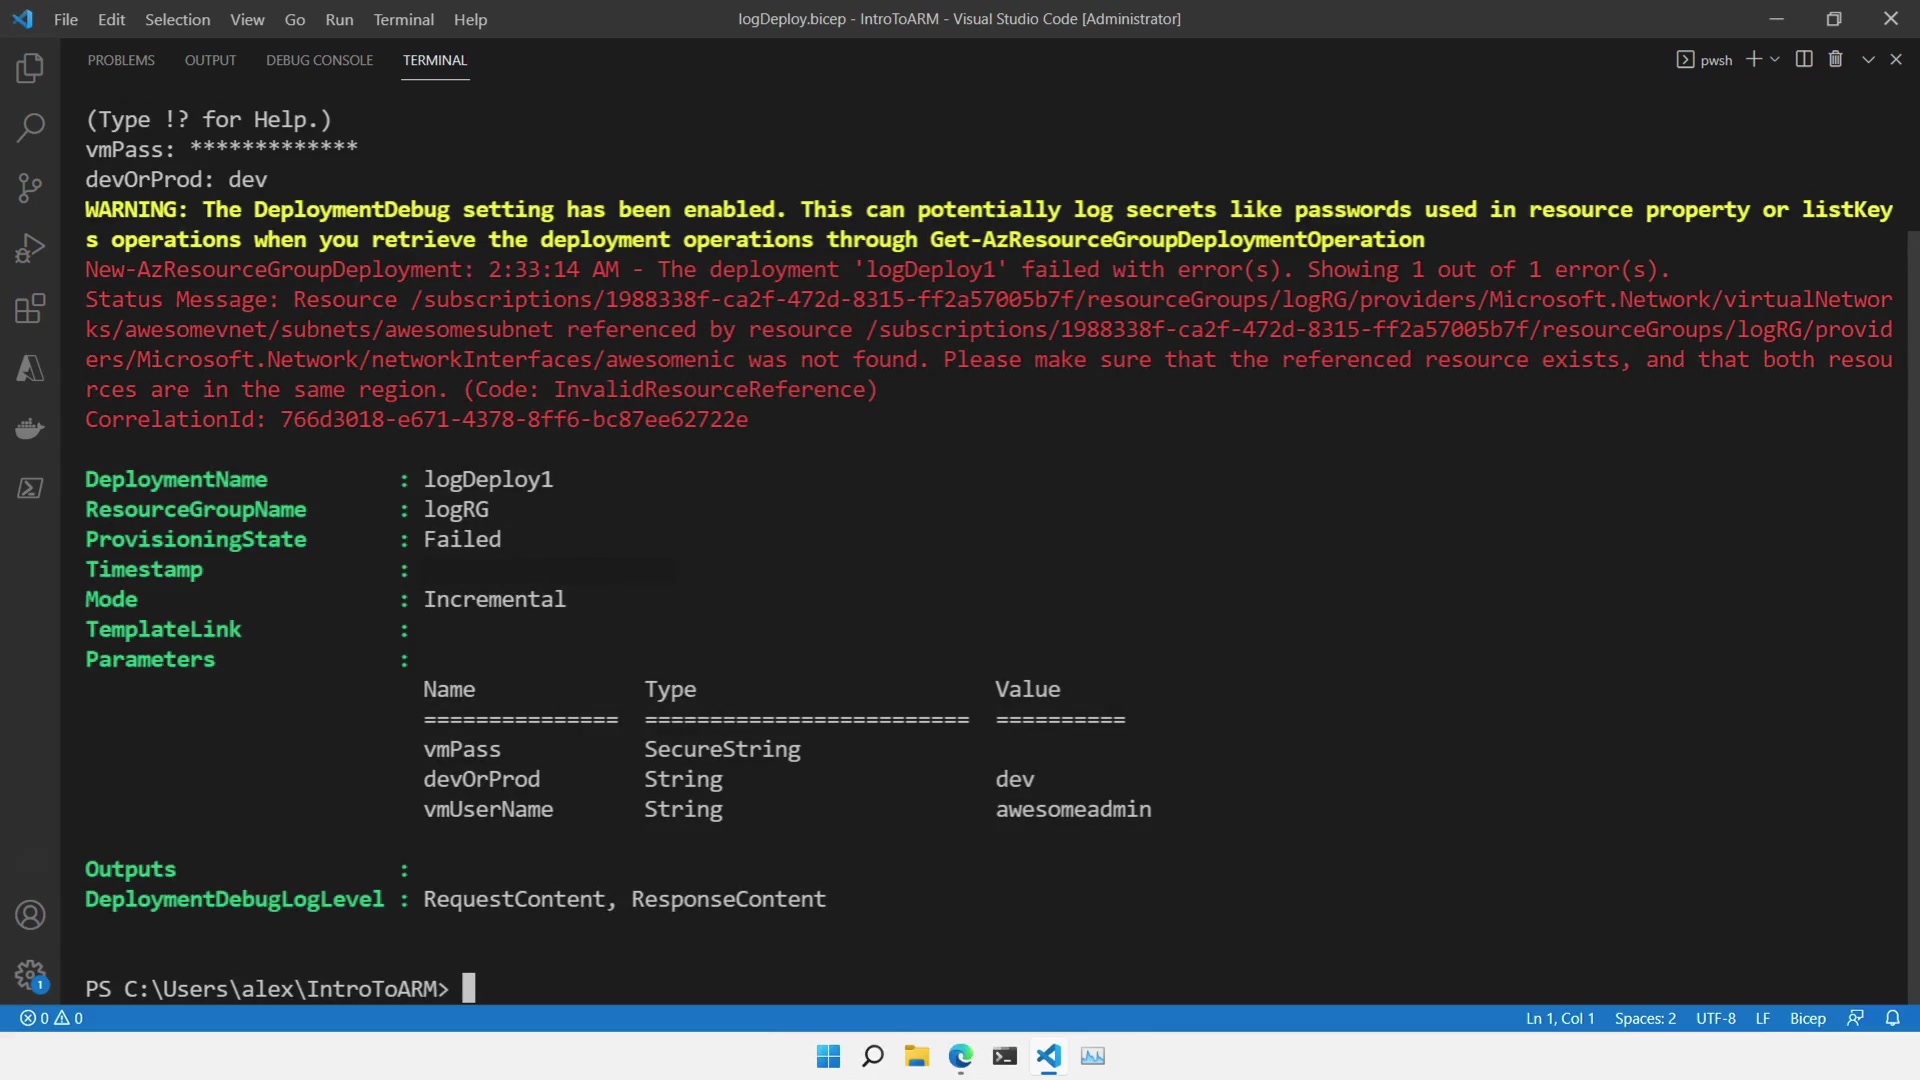 File Edit Selection View Go Run Terminal Help
logDeploy.bicep - IntroToARM - Visual Studio Code [Administrator]
PROBLEMS OUTPUT DEBUG CONSOLE TERMINAL
pwsh
(Type !? for Help.)
vmPass: *************
devOrProd: dev
WARNING: The DeploymentDebug setting has been enabled. This can potentially log secrets like passwords used in resource property or listKey
s operations when you retrieve the deployment operations through Get-AzResourceGroupDeploymentOperation
New-AzResourceGroupDeployment: 2:33:14 AM - The deployment 'logDeploy1' failed with error(s). Showing 1 out of 1 error(s).
Status Message: Resource /subscriptions/1988338f-ca2f-472d-8315-ff2a57005b7f/resourceGroups/logRG/providers/Microsoft.Network/virtualNetwor
ks/awesomevnet/subnets/awesomesubnet referenced by resource /subscriptions/1988338f-ca2f-472d-8315-ff2a57005b7f/resourceGroups/logRG/provid
ers/Microsoft.Network/networkInterfaces/awesomenic was not found. Please make sure that the referenced resource exists, and that both resou
rces are in the same region. (Code: InvalidResourceReference)
CorrelationId: 766d3018-e671-4378-8ff6-bc87ee62722e
DeploymentName : logDeploy1
ResourceGroupName : logRG
ProvisioningState : Failed
Timestamp :
Mode : Incremental
TemplateLink :
Parameters :
Name Type Value
=============== ========================= ==========
vmPass SecureString
devOrProd String dev
vmUserName String awesomeadmin
Outputs :
DeploymentDebugLogLevel : RequestContent, ResponseContent
PS C:\Users\alex\IntroToARM>
1
0 0
Ln 1, Col 1 Spaces: 2 UTF-8 LF Bicep